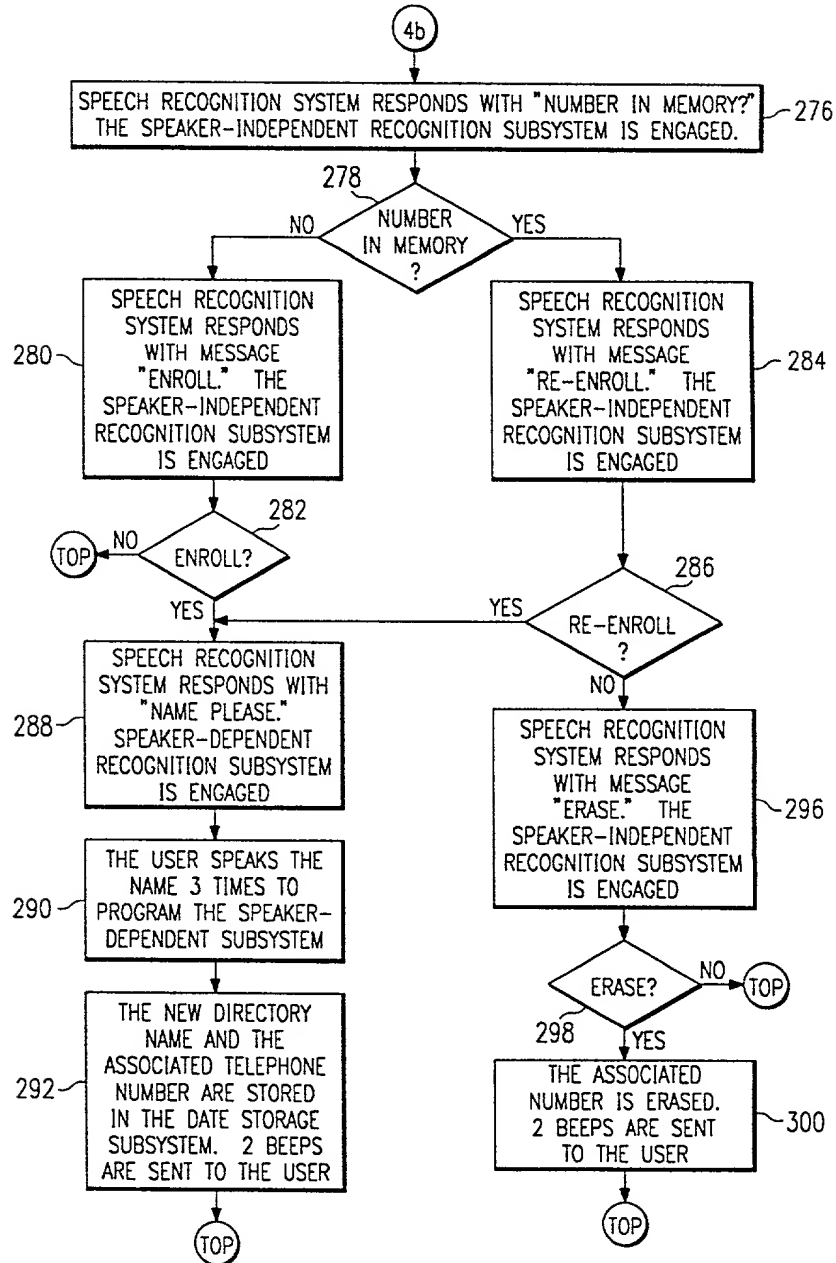 4b
SPEECH RECOGNITION SYSTEM RESPONDS WITH "NUMBER IN MEMORY?"
THE SPEAKER-INDEPENDENT RECOGNITION SUBSYSTEM IS ENGAGED.
276
278
NUMBER
IN MEMORY
?
NO
YES
SPEECH RECOGNITION
SYSTEM RESPONDS
WITH MESSAGE
"ENROLL." THE
SPEAKER-INDEPENDENT
RECOGNITION SUBSYSTEM
IS ENGAGED
280
SPEECH RECOGNITION
SYSTEM RESPONDS
WITH MESSAGE
"RE-ENROLL." THE
SPEAKER-INDEPENDENT
RECOGNITION SUBSYSTEM
IS ENGAGED
284
282
ENROLL?
NO
TOP
YES
286
RE-ENROLL
?
YES
NO
SPEECH RECOGNITION
SYSTEM RESPONDS WITH
"NAME PLEASE."
SPEAKER-DEPENDENT
RECOGNITION SUBSYSTEM
IS ENGAGED
288
SPEECH RECOGNITION
SYSTEM RESPONDS
WITH MESSAGE
"ERASE." THE
SPEAKER-INDEPENDENT
RECOGNITION SUBSYSTEM
IS ENGAGED
296
THE USER SPEAKS THE
NAME 3 TIMES TO
PROGRAM THE SPEAKER-
DEPENDENT SUBSYSTEM
290
ERASE?
NO
TOP
298
YES
THE NEW DIRECTORY
NAME AND THE
ASSOCIATED TELEPHONE
NUMBER ARE STORED
IN THE DATE STORAGE
SUBSYSTEM. 2 BEEPS
ARE SENT TO THE USER
292
THE ASSOCIATED
NUMBER IS ERASED.
2 BEEPS ARE SENT
TO THE USER
300
TOP
TOP